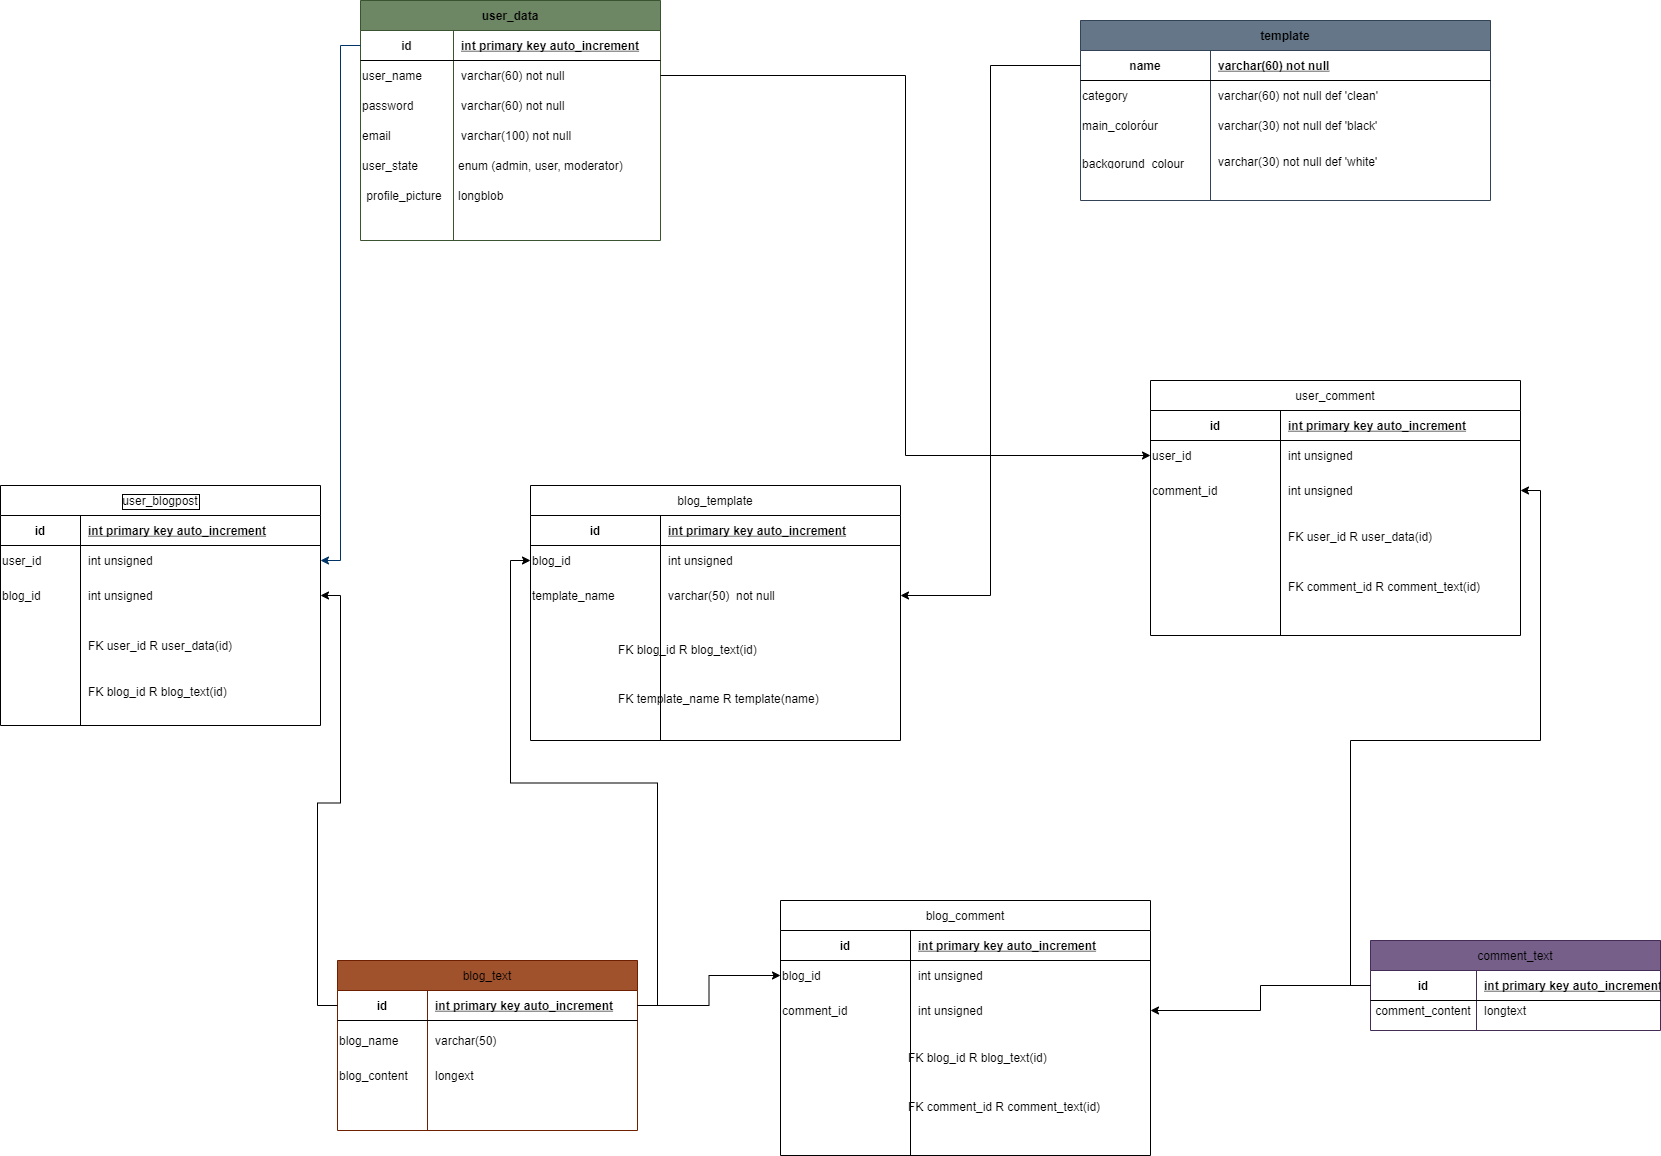 user_data
id int primary key auto_increment
user_name varchar(60) not null
password varchar(60) not null
email varchar(100) not null
user_state enum (admin, user, moderator)
profile_picture longblob
template
name varchar(60) not null
category varchar(60) not null def 'clean'
main_coloróur varchar(30) not null def 'black'
backgorund_colour varchar(30) not null def 'white'
user_comment
id int primary key auto_increment
user_id int unsigned
comment_id int unsigned
FK user_id R user_data(id)
FK comment_id R comment_text(id)
user_blogpost
id int primary key auto_increment
user_id int unsigned
blog_id int unsigned
FK user_id R user_data(id)
FK blog_id R blog_text(id)
blog_template
id int primary key auto_increment
blog_id int unsigned
template_name varchar(50) not null
FK blog_id R blog_text(id)
FK template_name R template(name)
blog_text
id int primary key auto_increment
blog_name varchar(50)
blog_content longext
blog_comment
id int primary key auto_increment
blog_id int unsigned
comment_id int unsigned
FK blog_id R blog_text(id)
FK comment_id R comment_text(id)
comment_text
id int primary key auto_increment
comment_content longtext